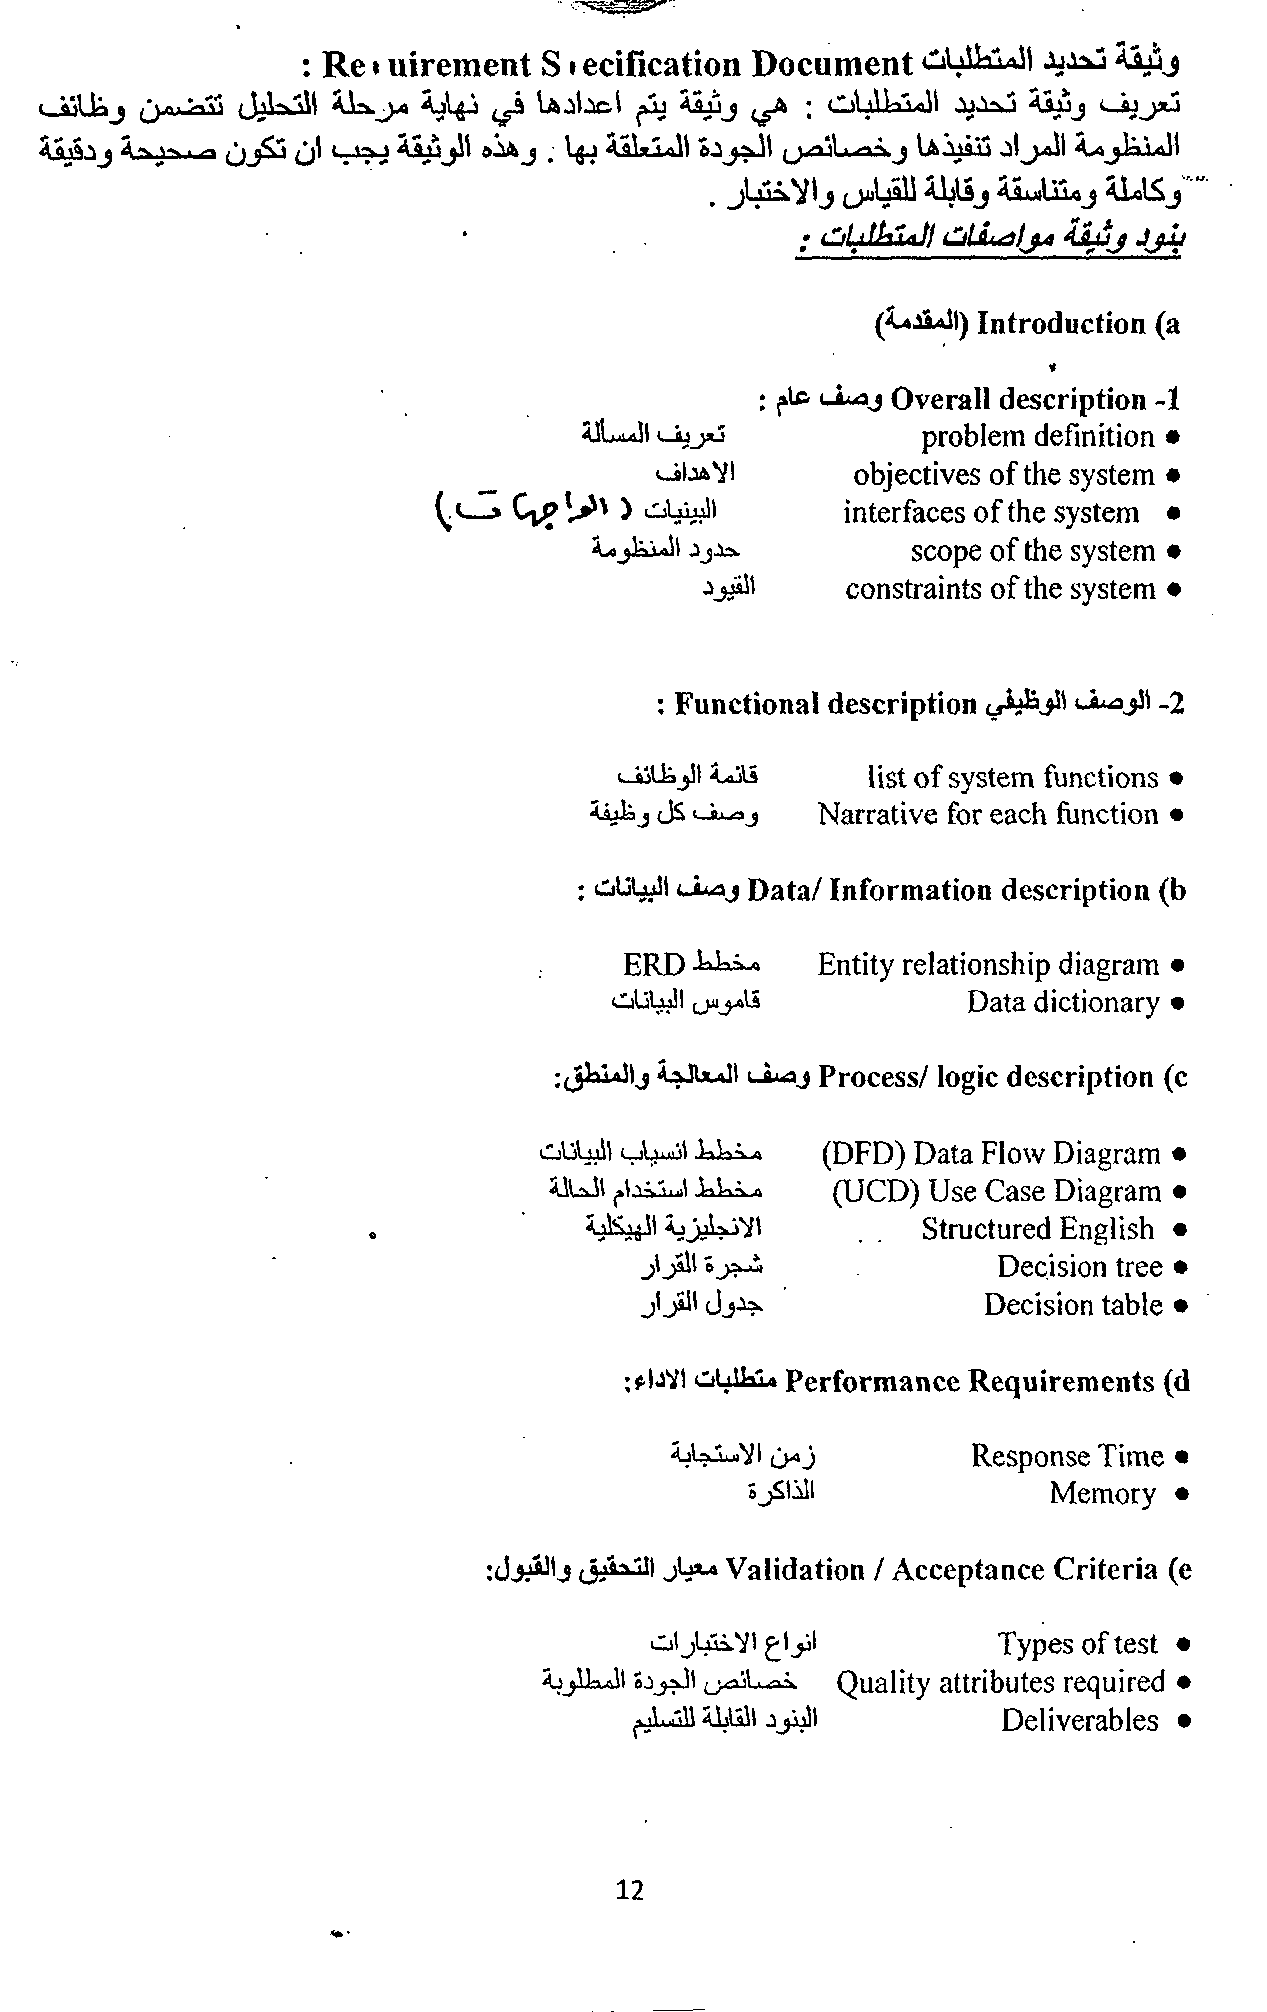 وثيقة تحديد المتطلبات Requirement Specification Document :
تعريف وثيقة تحديد المتطلبات : هي وثيقة يتم اعدادها في نهاية مرحلة التحليل تتضمن وظائف
المنظومة المراد تنفيذها وخصائص الجودة المتعلقة بها . وهذه الوثيقة يجب ان تكون صحيحة ودقيقة
وكاملة ومتناسقة وقابلة للقياس والاختبار .
بنود وثيقة مواصفات المتطلبات :
a) Introduction (المقدمة)
1- Overall description وصف عام :
• problem definition تعريف المسألة
• objectives of the system الاهداف
• interfaces of the system البينيات (الواجهات)
• scope of the system حدود المنظومة
• constraints of the system القيود
2- الوصف الوظيفي Functional description :
• list of system functions قائمة الوظائف
• Narrative for each function وصف كل وظيفة
b) Data/ Information description وصف البيانات :
• Entity relationship diagram مخطط ERD
• Data dictionary قاموس البيانات
c) Process/ logic description وصف المعالجة والمنطق:
• (DFD) Data Flow Diagram مخطط انسياب البيانات
• (UCD) Use Case Diagram مخطط استخدام الحالة
• Structured English الانجليزية الهيكلية
• Decision tree شجرة القرار
• Decision table جدول القرار
d) Performance Requirements متطلبات الاداء:
• Response Time زمن الاستجابة
• Memory الذاكرة
e) Validation / Acceptance Criteria معيار التحقيق والقبول:
• Types of test انواع الاختبارات
• Quality attributes required خصائص الجودة المطلوبة
• Deliverables البنود القابلة للتسليم
12